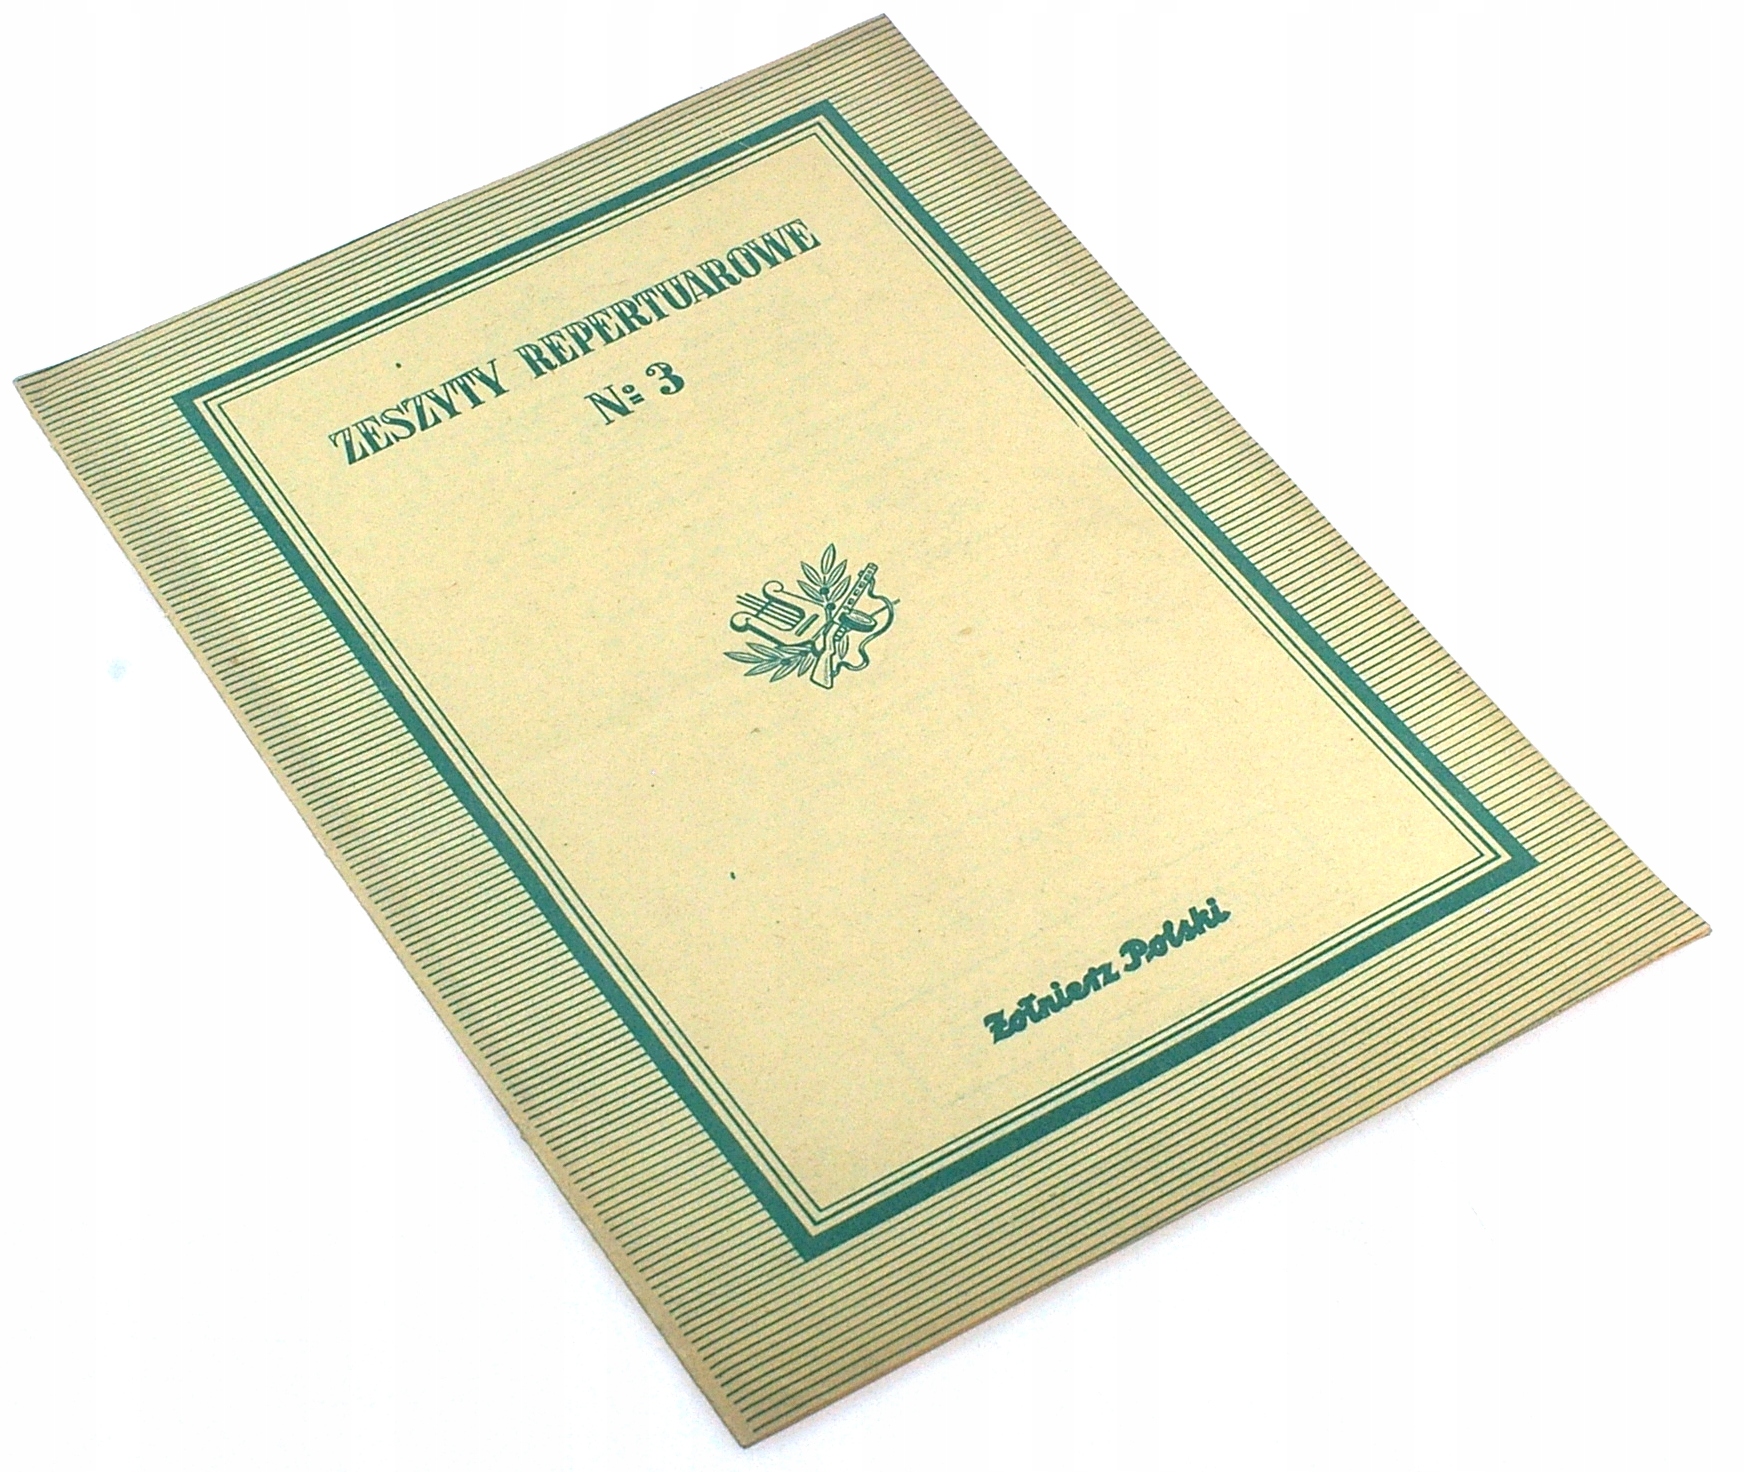 ZESZYTY REPERTUAROWE
№ 3
Żołnierz Polski